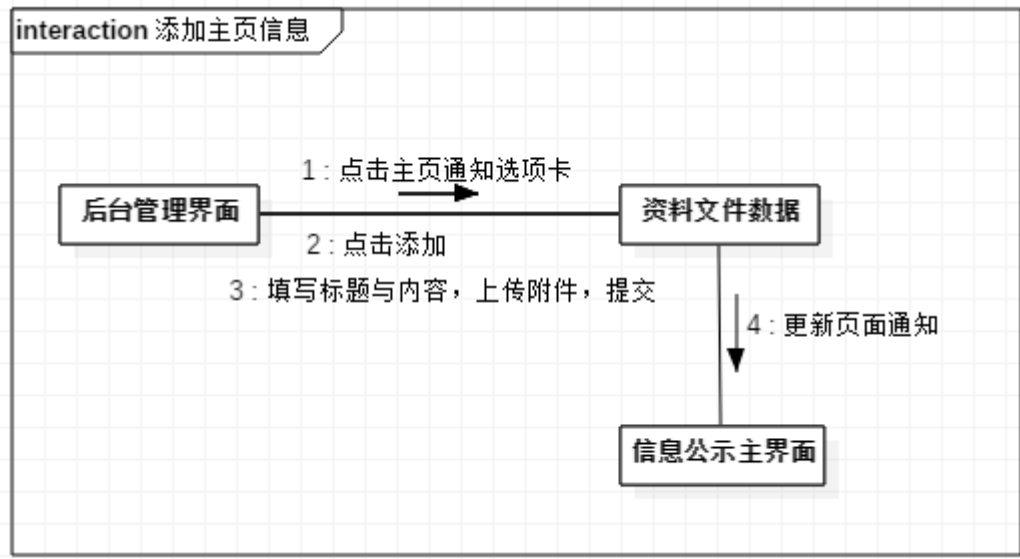 interaction 添加主页信息
1 : 点击主页通知选项卡
后台管理界面
资料文件数据
2 : 点击添加
3 : 填写标题与内容，上传附件，提交
4 : 更新页面通知
信息公示主界面